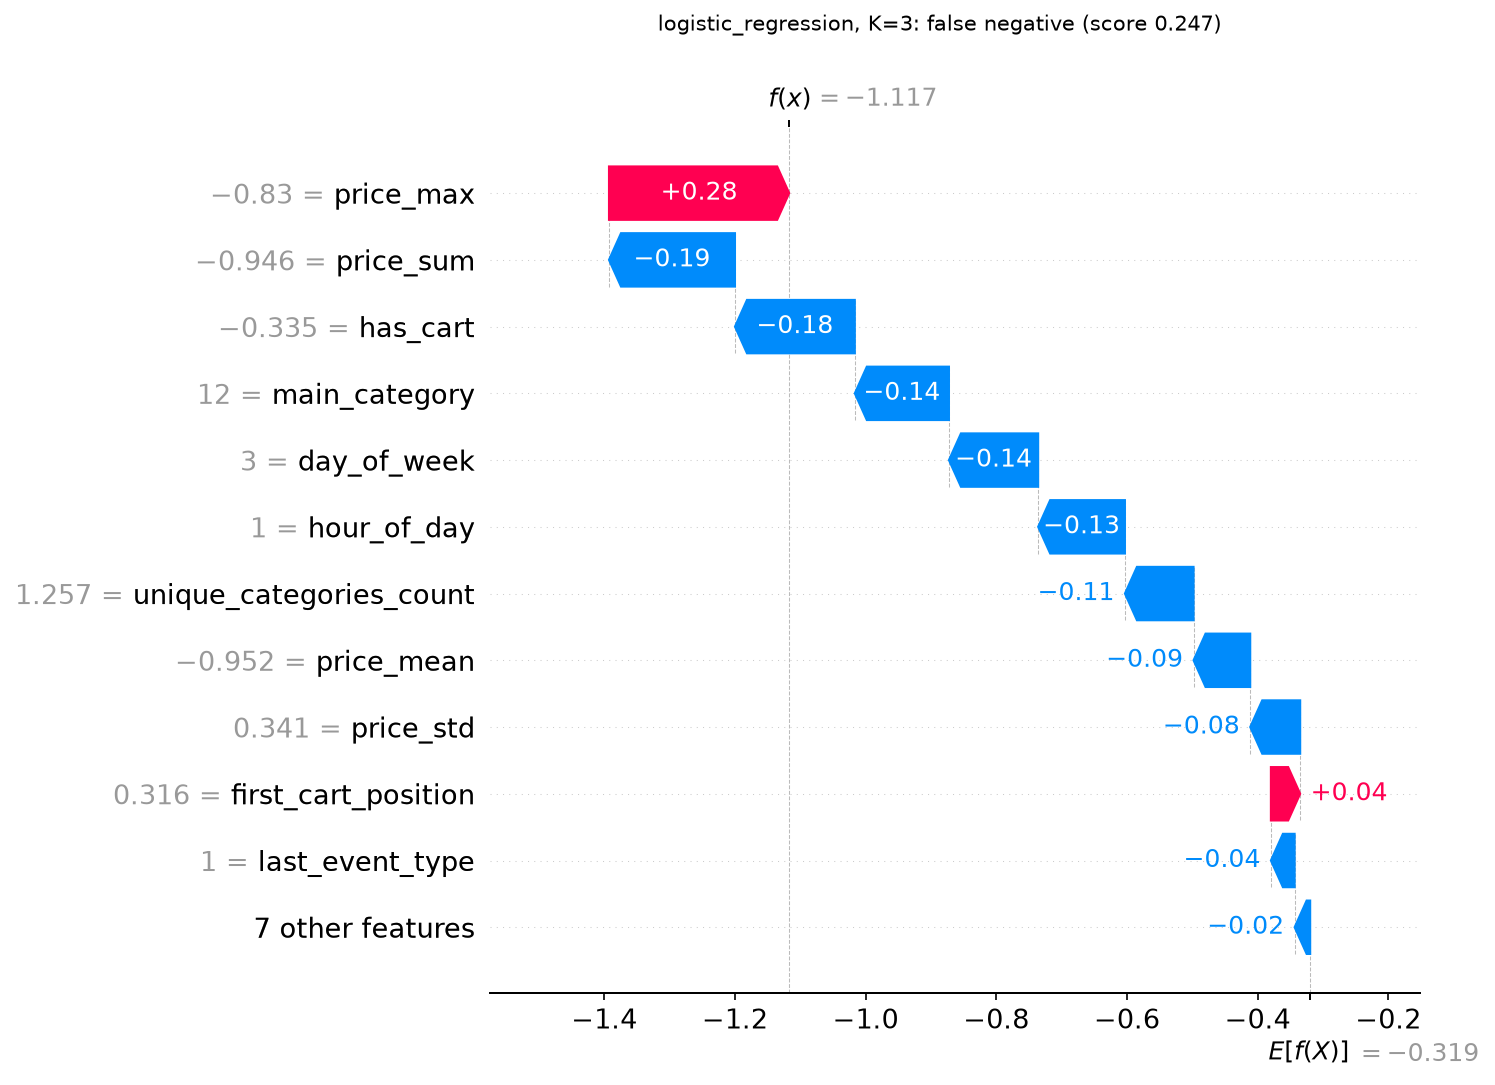 logistic_regression, K=3: false negative (score 0.247)
f(x) = −1.117
−0.83 = price_max +0.28
−0.946 = price_sum −0.19
−0.335 = has_cart −0.18
12 = main_category −0.14
3 = day_of_week −0.14
1 = hour_of_day −0.13
1.257 = unique_categories_count −0.11
−0.952 = price_mean −0.09
0.341 = price_std −0.08
0.316 = first_cart_position +0.04
1 = last_event_type −0.04
7 other features −0.02
−1.4 −1.2 −1.0 −0.8 −0.6 −0.4 −0.2
E[f(X)] = −0.319